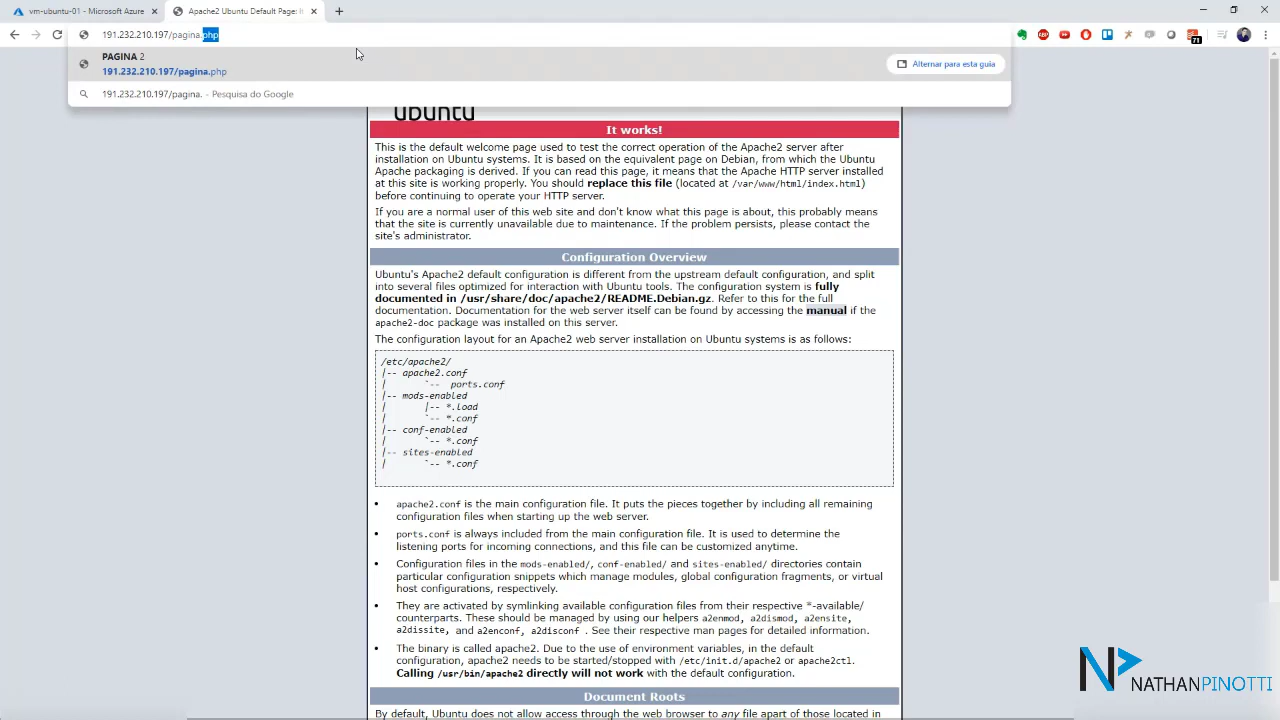 vm-ubuntu-01 - Microsoft Azure
Apache2 Ubuntu Default Page: I
191.232.210.197/pagina.php
PAGINA 2
191.232.210.197/pagina.php
Alternar para esta guia
191.232.210.197/pagina. - Pesquisa do Google
ubuntu
It works!
This is the default welcome page used to test the correct operation of the Apache2 server after
installation on Ubuntu systems. It is based on the equivalent page on Debian, from which the Ubuntu
Apache packaging is derived. If you can read this page, it means that the Apache HTTP server installed
at this site is working properly. You should replace this file (located at /var/www/html/index.html)
before continuing to operate your HTTP server.
If you are a normal user of this web site and don't know what this page is about, this probably means
that the site is currently unavailable due to maintenance. If the problem persists, please contact the
site's administrator.
Configuration Overview
Ubuntu's Apache2 default configuration is different from the upstream default configuration, and split
into several files optimized for interaction with Ubuntu tools. The configuration system is fully
documented in /usr/share/doc/apache2/README.Debian.gz. Refer to this for the full
documentation. Documentation for the web server itself can be found by accessing the manual if the
apache2-doc package was installed on this server.
The configuration layout for an Apache2 web server installation on Ubuntu systems is as follows:
/etc/apache2/
|-- apache2.conf
|       `--  ports.conf
|-- mods-enabled
|       |-- *.load
|       `-- *.conf
|-- conf-enabled
|       `-- *.conf
|-- sites-enabled
|       `-- *.conf
• apache2.conf is the main configuration file. It puts the pieces together by including all remaining
configuration files when starting up the web server.
• ports.conf is always included from the main configuration file. It is used to determine the
listening ports for incoming connections, and this file can be customized anytime.
• Configuration files in the mods-enabled/, conf-enabled/ and sites-enabled/ directories contain
particular configuration snippets which manage modules, global configuration fragments, or virtual
host configurations, respectively.
• They are activated by symlinking available configuration files from their respective *-available/
counterparts. These should be managed by using our helpers a2enmod, a2dismod, a2ensite,
a2dissite, and a2enconf, a2disconf . See their respective man pages for detailed information.
• The binary is called apache2. Due to the use of environment variables, in the default
configuration, apache2 needs to be started/stopped with /etc/init.d/apache2 or apache2ctl.
Calling /usr/bin/apache2 directly will not work with the default configuration.
Document Roots
By default, Ubuntu does not allow access through the web browser to any file apart of those located in
NATHANPINOTTI